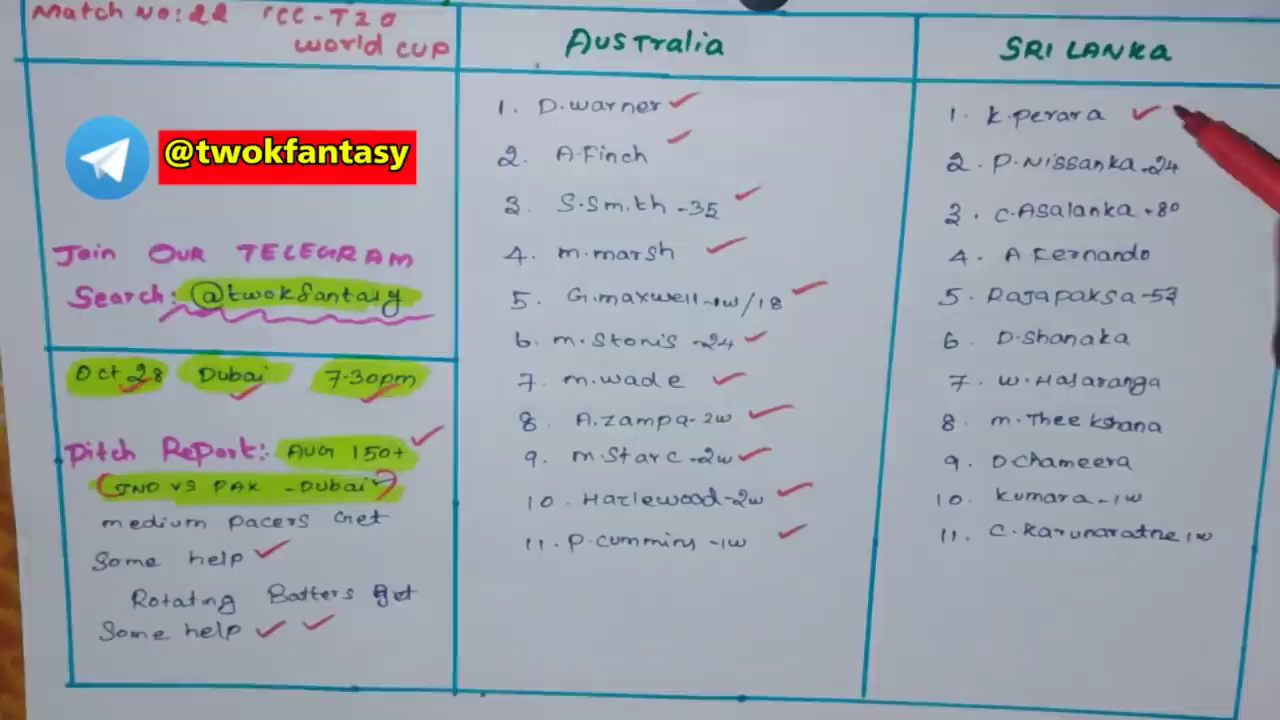 Match No:22 ICC-T20
World CUP
@twokfantasy
Join OUR TELEGRAM
Search: @twokfantasy
Oct 28 Dubai 7-30pm
Pitch Report: AUG 150+
(IND VS PAK - Dubai)
medium pacers Get
Some help
Rotating Batters get
Some help
AUSTralia
1. D.warner
2. A.Finch
3. S.Smith -35
4. m.marsh
5. G.maxwell-1w/18
6. m.Stonis -24
7. m.wade
8. A.Zampa-2w
9. m.Starc -2w
10. Hazlewood-2w
11. P.cummins -1w
SRI LANKA
1. K.perara
2. P.Nissanka-24
3. C.Asalanka-80
4. A Fernando
5. Rajapaksa-53
6. D.Shanaka
7. W.Hasaranga
8. m.Theekshana
9. D Chameera
10. Kumara-1w
11. C.Karunaratne 1w